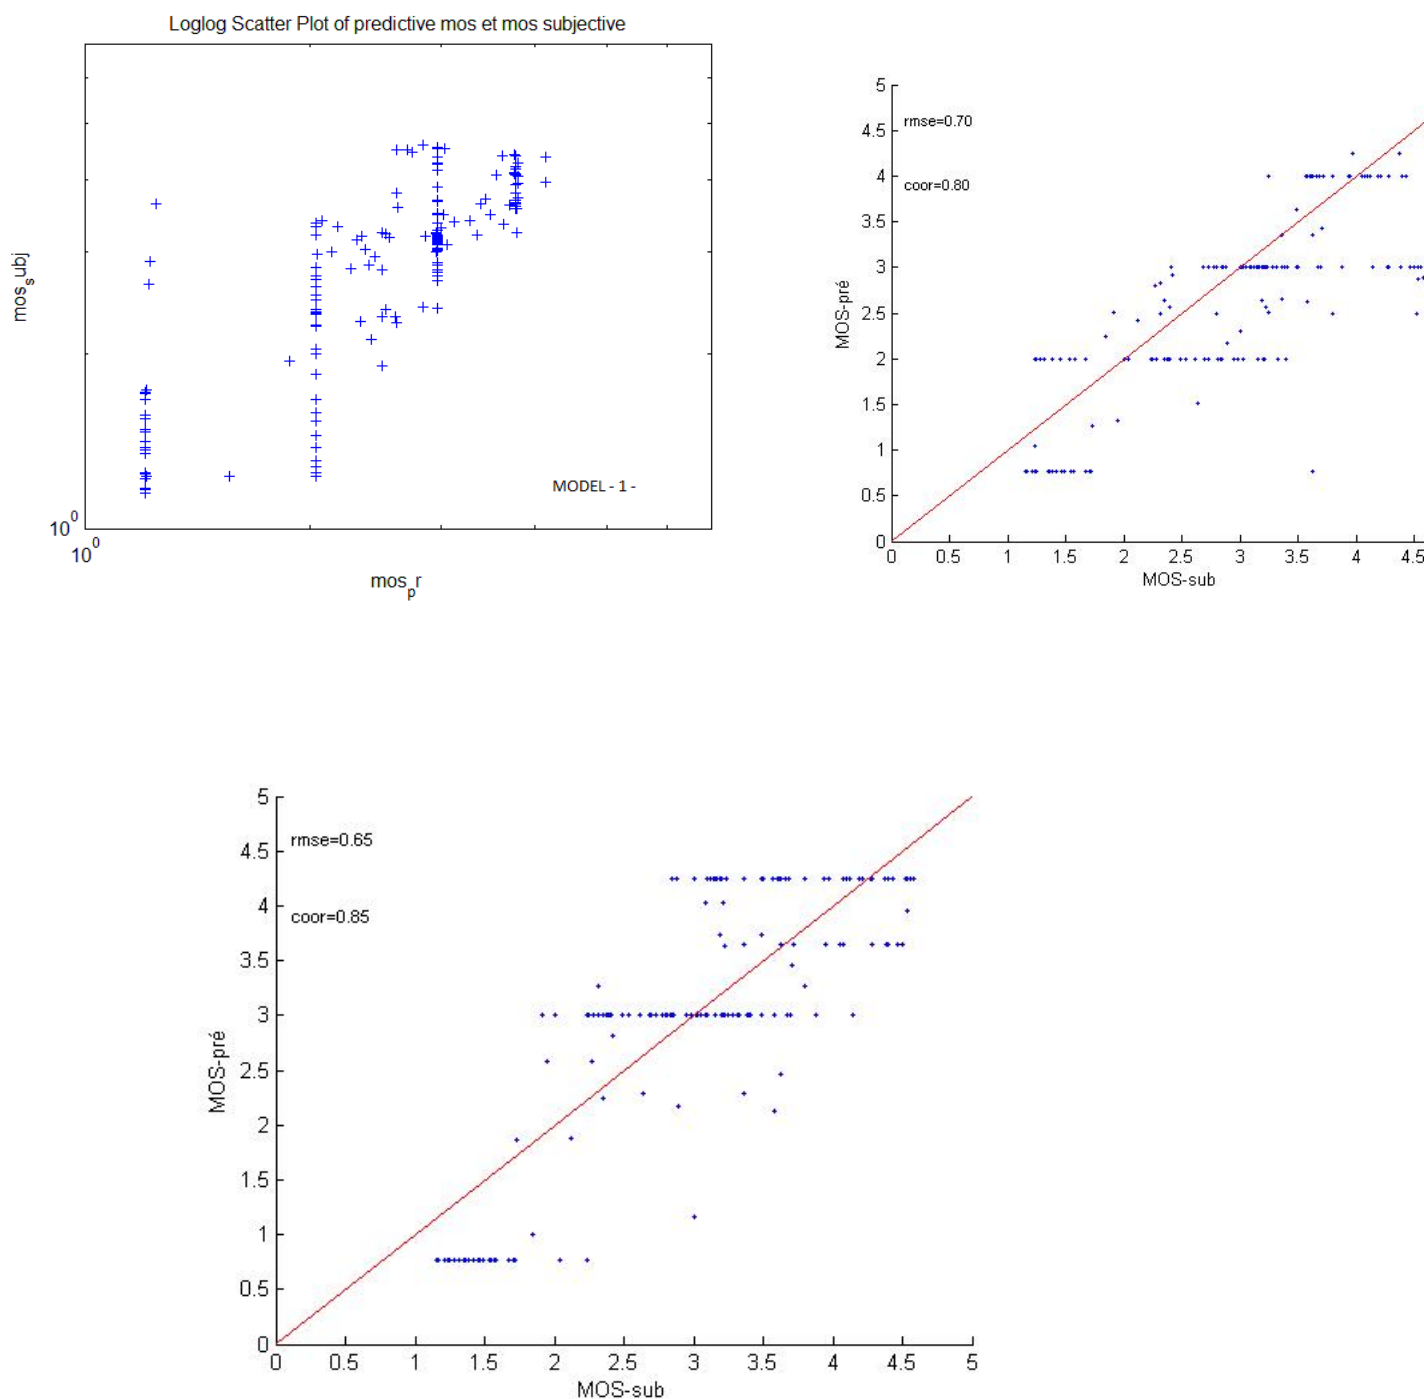 Loglog Scatter Plot of predictive mos et mos subjective
mos_subj
10^0
10^0
mos_pr
MODEL - 1 -
5
4.5
4
3.5
3
2.5
2
1.5
1
0.5
0
rmse=0.70
coor=0.80
MOS-pré
0 0.5 1 1.5 2 2.5 3 3.5 4 4.5
MOS-sub
5
4.5
4
3.5
3
2.5
2
1.5
1
0.5
0
rmse=0.65
coor=0.85
MOS-pré
0 0.5 1 1.5 2 2.5 3 3.5 4 4.5 5
MOS-sub